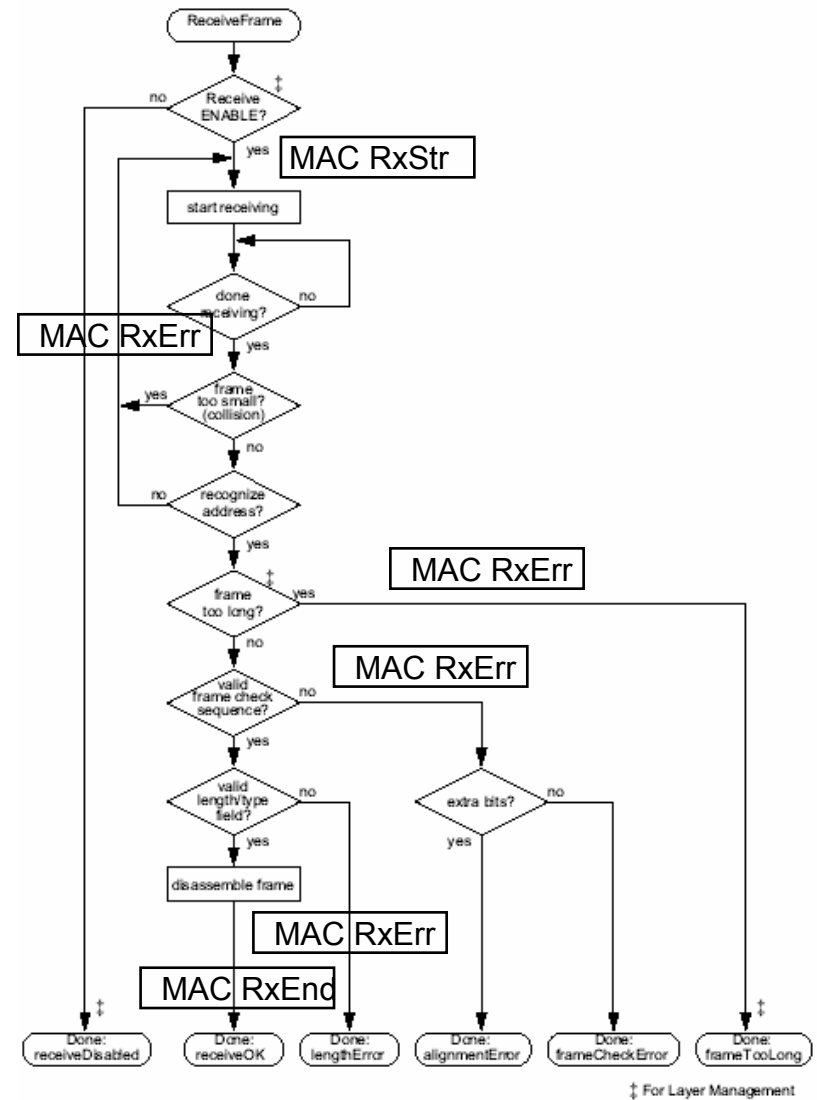 ReceiveFrame
‡
no
Receive
ENABLE?
yes
MAC RxStr
start receiving
done
receiving?
no
MAC RxErr
yes
frame
too small?
(collision)
yes
no
recognize
address?
no
yes
MAC RxErr
‡
frame
too long?
yes
no
MAC RxErr
valid
frame check
sequence?
no
yes
valid
length/type
field?
no
extra bits?
no
yes
yes
disassemble frame
MAC RxErr
MAC RxEnd
‡
‡
Done:
receiveDisabled
Done:
receiveOK
Done:
lengthError
Done:
alignmentError
Done:
frameCheckError
Done:
frameTooLong
‡ For Layer Management